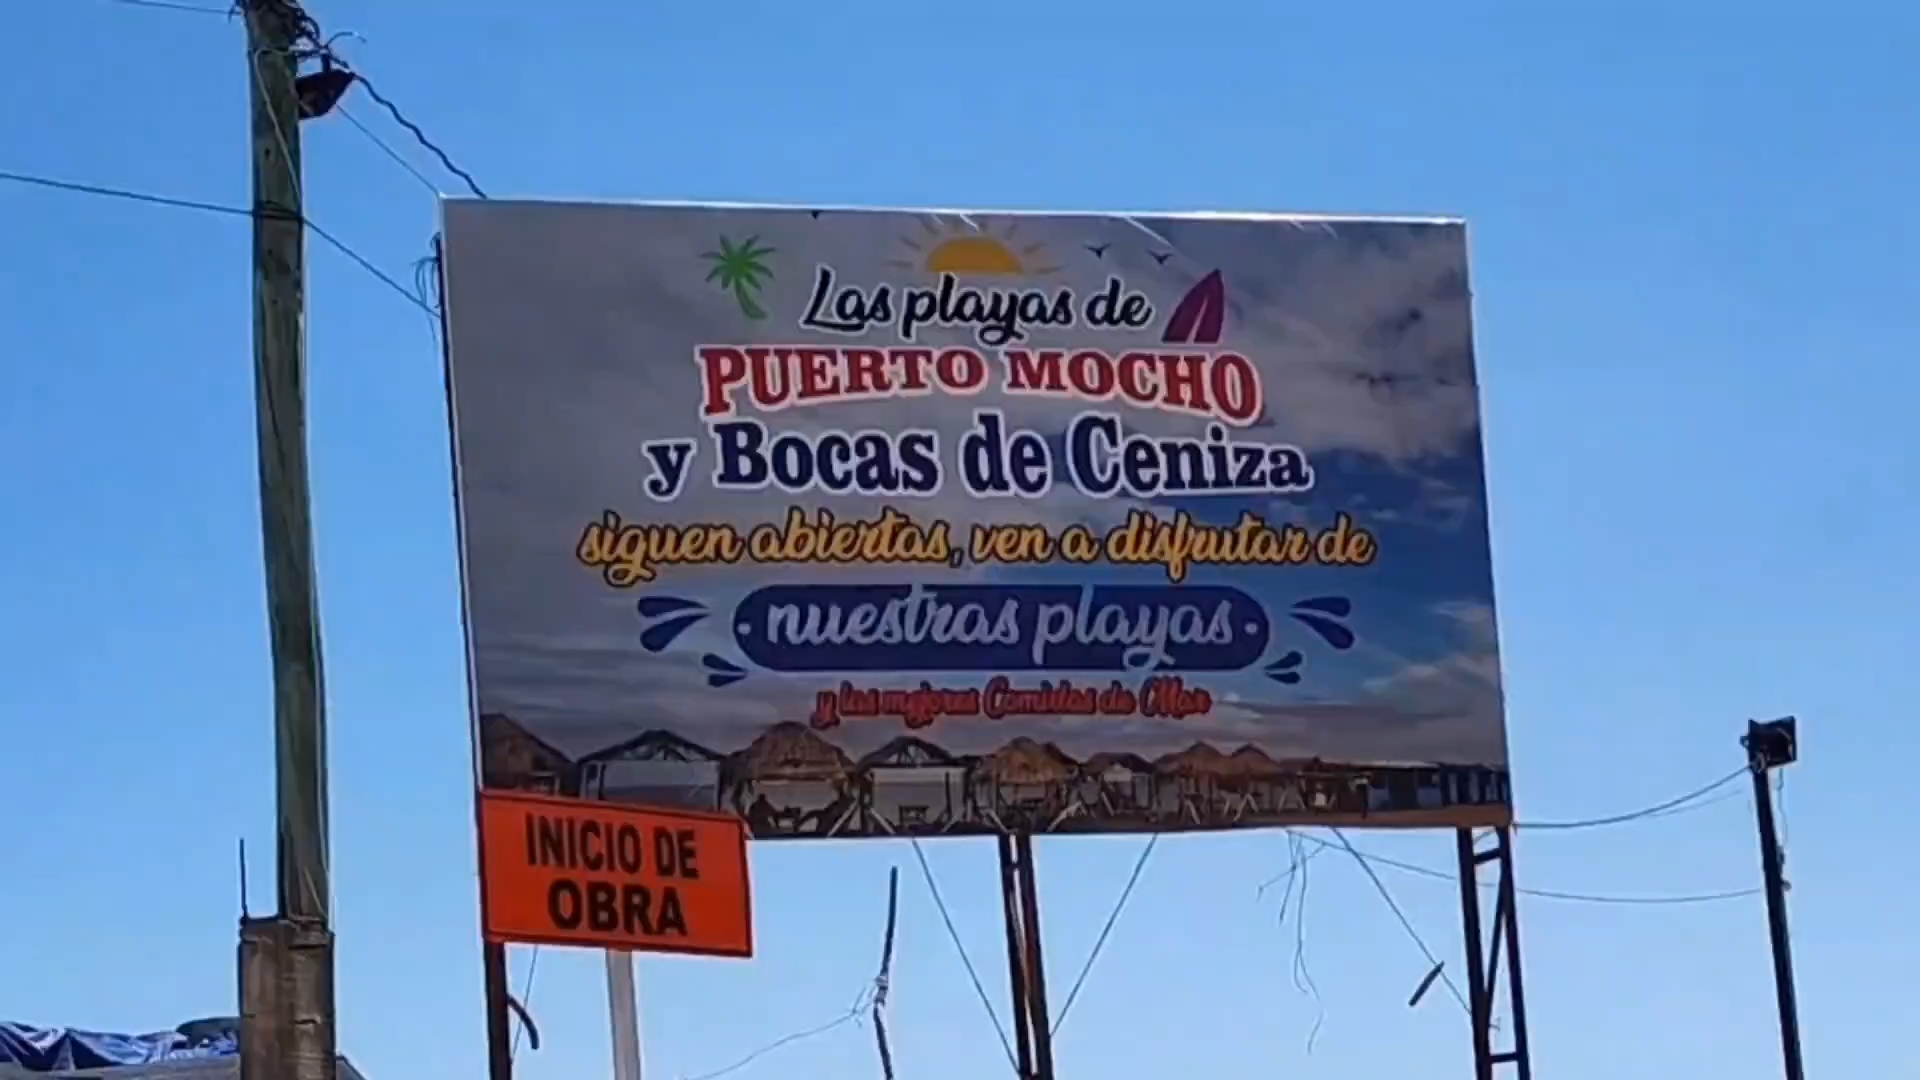 Las playas de
PUERTO MOCHO
y Bocas de Ceniza
siguen abiertas, ven a disfrutar de
nuestras playas
y las mejores Comidas de Mar
INICIO DE
OBRA